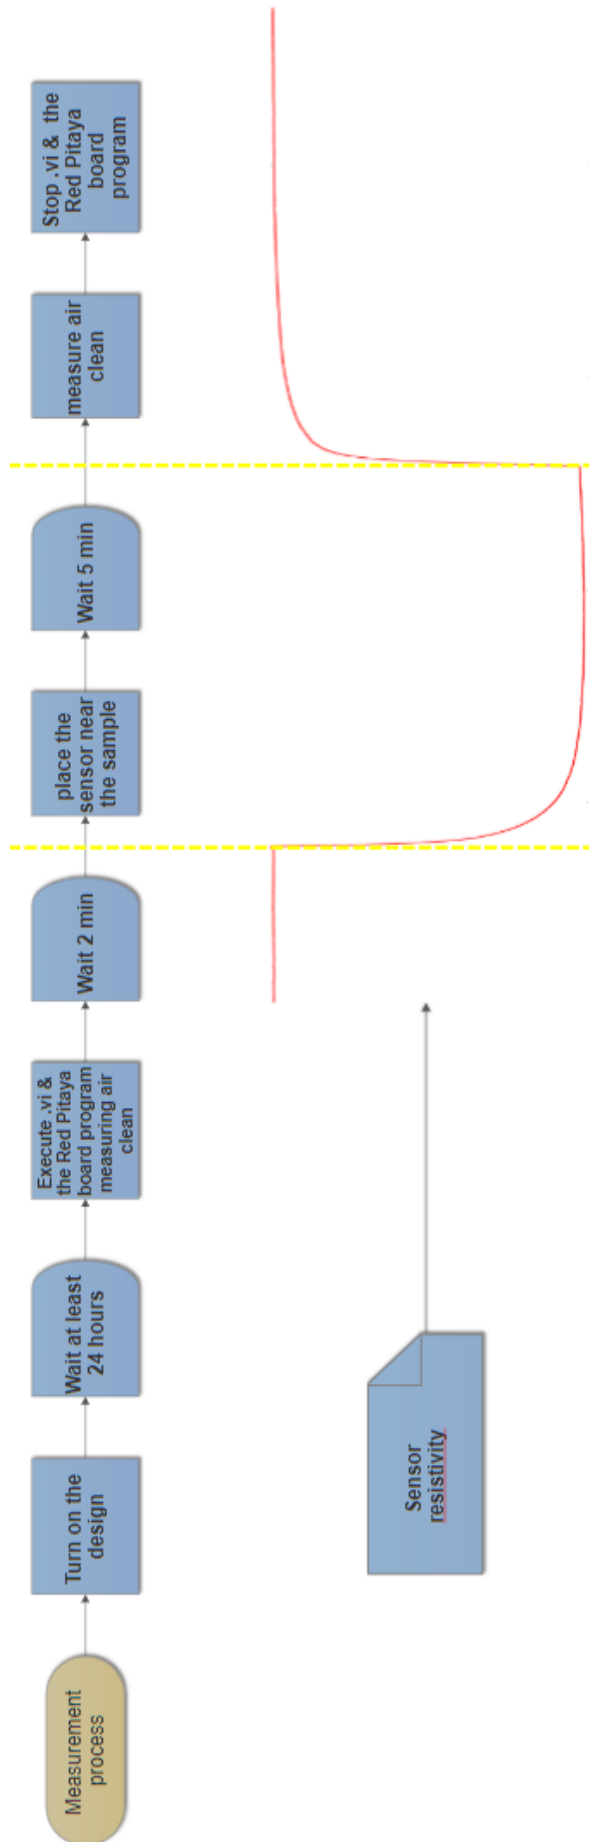 Measurement
process
Turn on the
design
Wait at least
24 hours
Execute .vi &
the Red Pitaya
board program
measuring air
clean
Wait 2 min
place the
sensor near
the sample
Wait 5 min
measure air
clean
Stop .vi & the
Red Pitaya
board
program
Sensor
resistivity